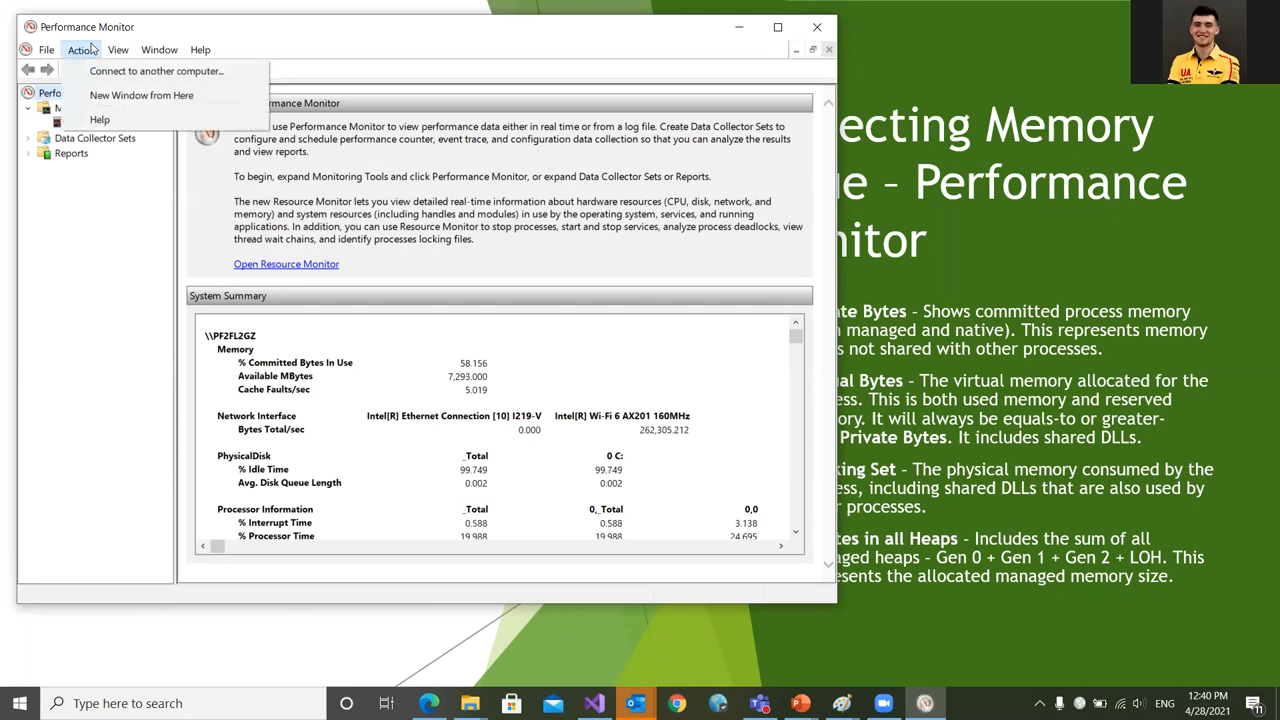 Performance Monitor
File Action View Window Help
Connect to another computer...
New Window from Here
Help
Perfo
M
Data Collector Sets
Reports
mance Monitor
use Performance Monitor to view performance data either in real time or from a log file. Create Data Collector Sets to
configure and schedule performance counter, event trace, and configuration data collection so that you can analyze the results
and view reports.
To begin, expand Monitoring Tools and click Performance Monitor, or expand Data Collector Sets or Reports.
The new Resource Monitor lets you view detailed real-time information about hardware resources (CPU, disk, network, and
memory) and system resources (including handles and modules) in use by the operating system, services, and running
applications. In addition, you can use Resource Monitor to stop processes, start and stop services, analyze process deadlocks, view
thread wait chains, and identify processes locking files.
Open Resource Monitor
System Summary
\\PF2FL2GZ
Memory
% Committed Bytes In Use 58.156
Available MBytes 7,293.000
Cache Faults/sec 5.019
Network Interface Intel[R] Ethernet Connection [10] I219-V Intel[R] Wi-Fi 6 AX201 160MHz
Bytes Total/sec 0.000 262,305.212
PhysicalDisk _Total 0 C:
% Idle Time 99.749 99.749
Avg. Disk Queue Length 0.002 0.002
Processor Information _Total 0,_Total 0,0
% Interrupt Time 0.588 0.588 3.138
% Processor Time 19.988 19.988 24.695
ecting Memory
e – Performance
nitor
te Bytes – Shows committed process memory
managed and native). This represents memory
s not shared with other processes.
al Bytes – The virtual memory allocated for the
ess. This is both used memory and reserved
ory. It will always be equals-to or greater-
Private Bytes. It includes shared DLLs.
king Set – The physical memory consumed by the
ess, including shared DLLs that are also used by
r processes.
tes in all Heaps – Includes the sum of all
aged heaps – Gen 0 + Gen 1 + Gen 2 + LOH. This
esents the allocated managed memory size.
UA
Type here to search
ENG
12:40 PM
4/28/2021
11